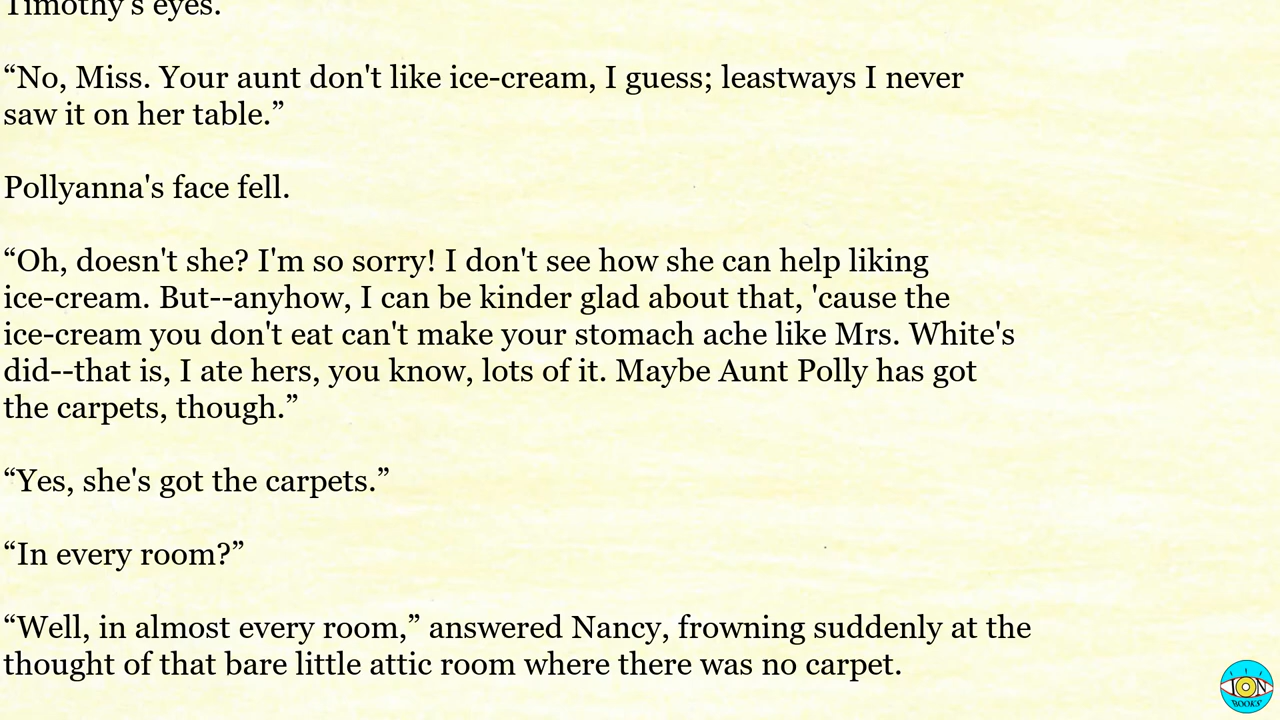 Timothy's eyes.
“No, Miss. Your aunt don't like ice-cream, I guess; leastways I never
saw it on her table.”
Pollyanna's face fell.
“Oh, doesn't she? I'm so sorry! I don't see how she can help liking
ice-cream. But--anyhow, I can be kinder glad about that, 'cause the
ice-cream you don't eat can't make your stomach ache like Mrs. White's
did--that is, I ate hers, you know, lots of it. Maybe Aunt Polly has got
the carpets, though.”
“Yes, she's got the carpets.”
“In every room?”
“Well, in almost every room,” answered Nancy, frowning suddenly at the
thought of that bare little attic room where there was no carpet.
ION
BOOKS